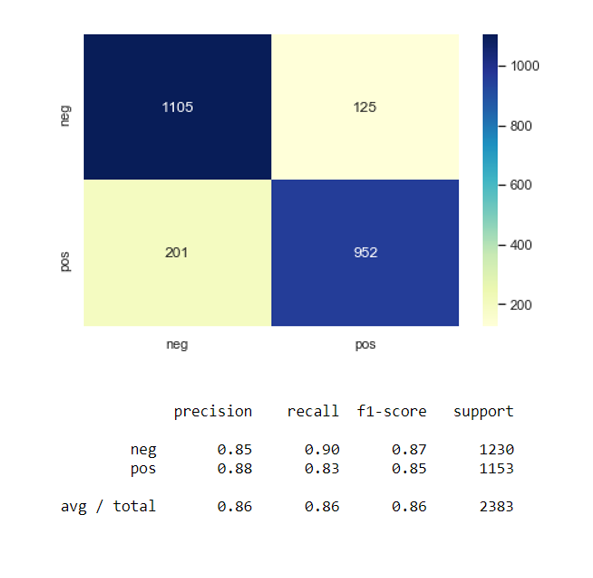 1000
neg
1105
125
800
600
pos
201
952
400
200
neg pos
precision recall f1-score support
neg 0.85 0.90 0.87 1230
pos 0.88 0.83 0.85 1153
avg / total 0.86 0.86 0.86 2383